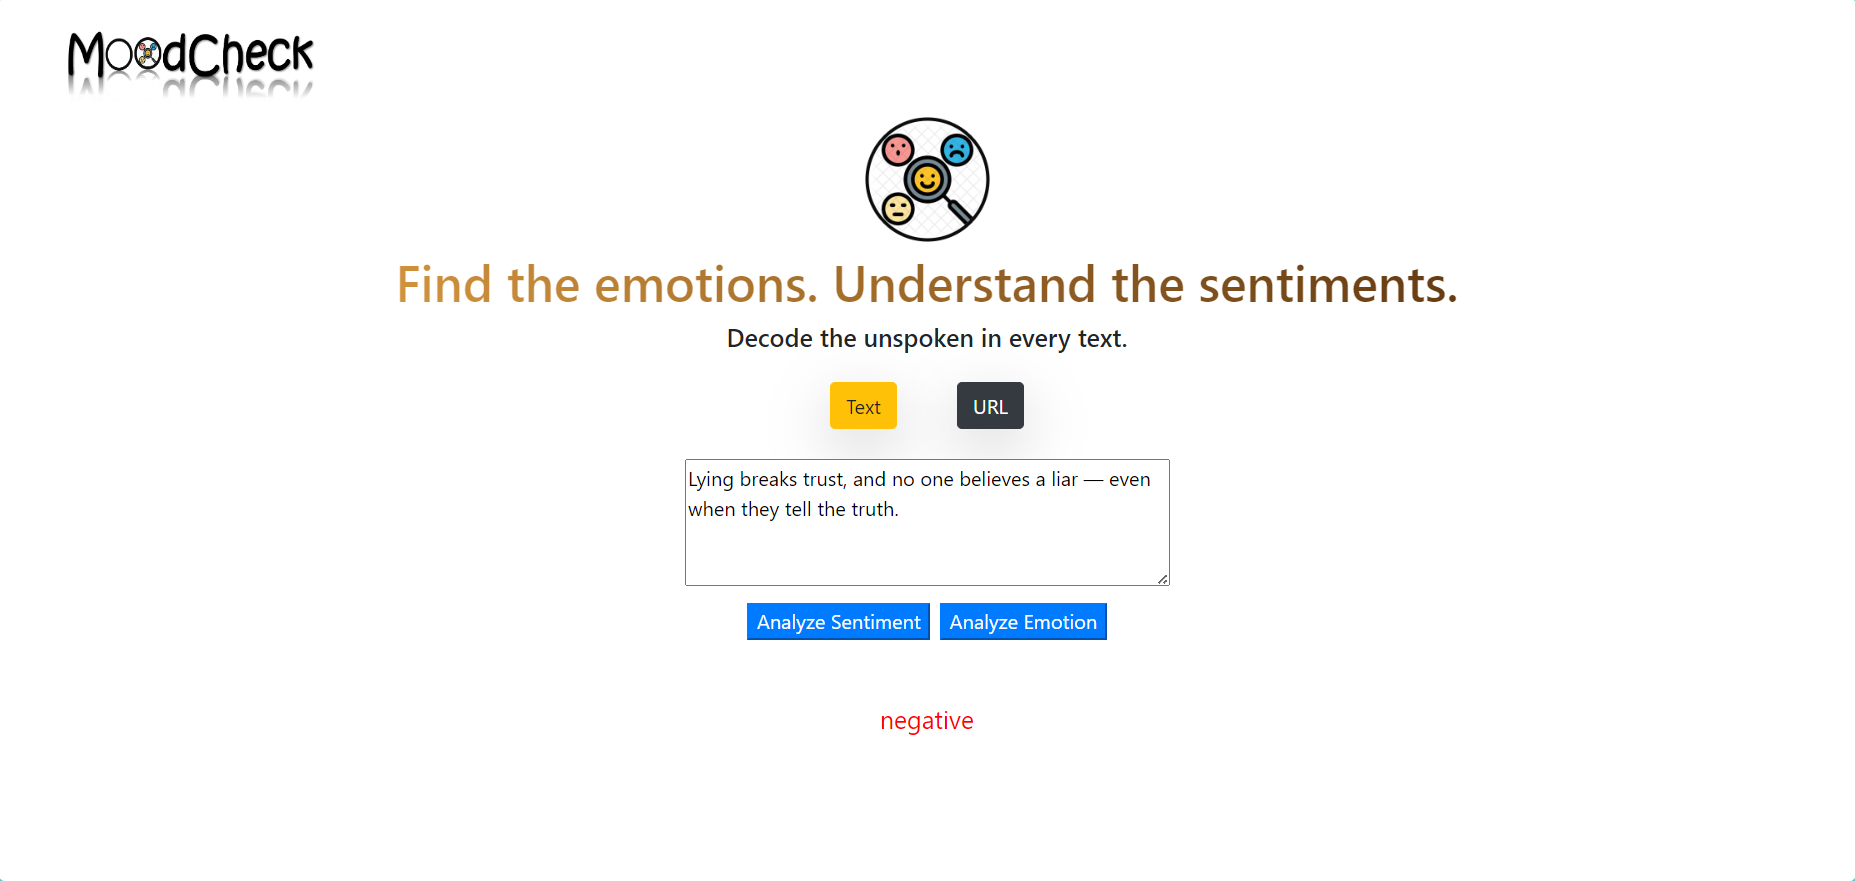 MoodCheck
Find the emotions. Understand the sentiments.
Decode the unspoken in every text.
Text
URL
Lying breaks trust, and no one believes a liar — even
when they tell the truth.
Analyze Sentiment
Analyze Emotion
negative